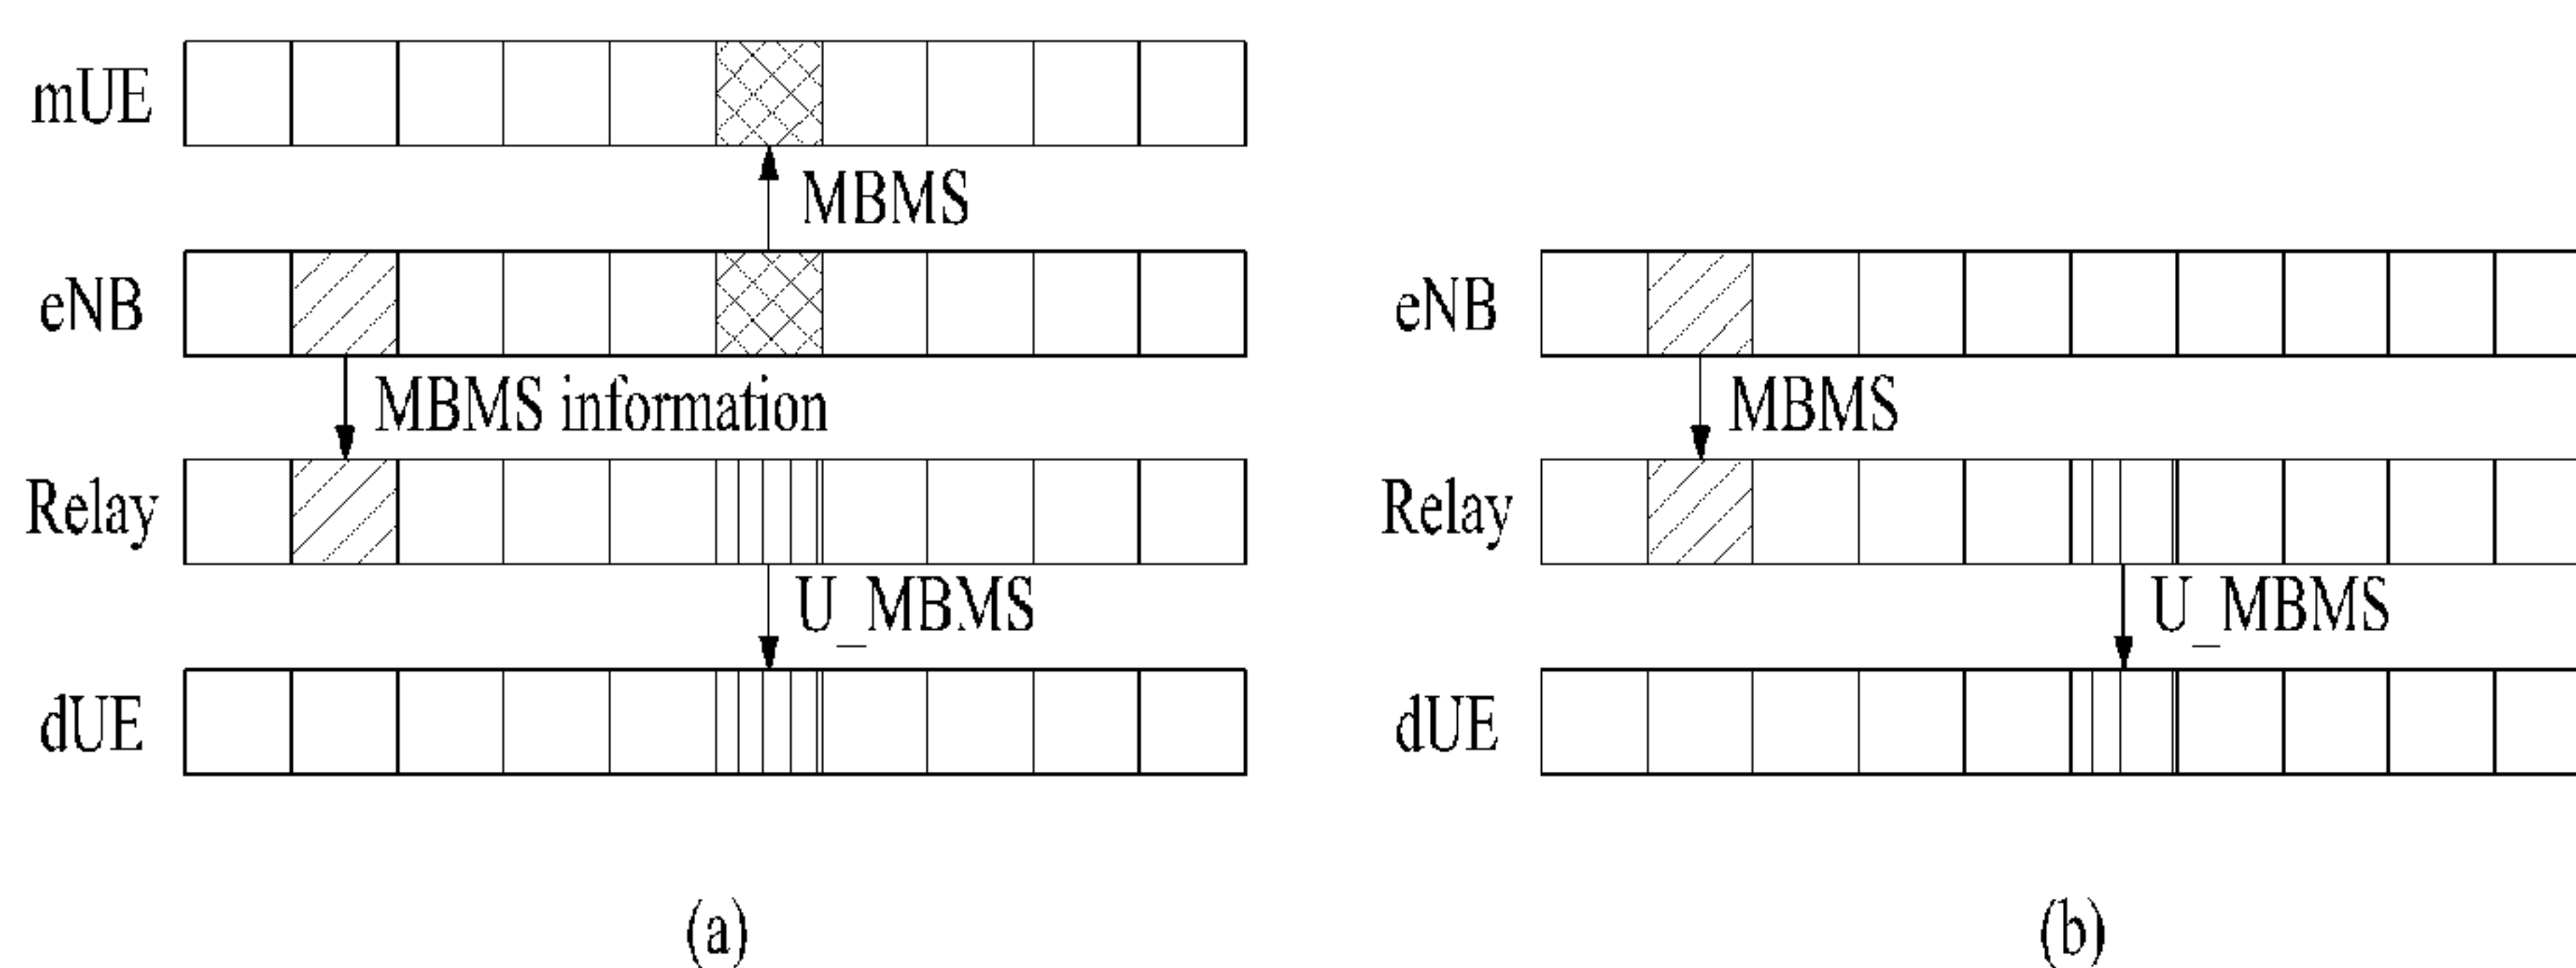 mUE
MBMS
eNB
MBMS information
Relay
U_MBMS
dUE
(a)
eNB
MBMS
Relay
U_MBMS
dUE
(b)